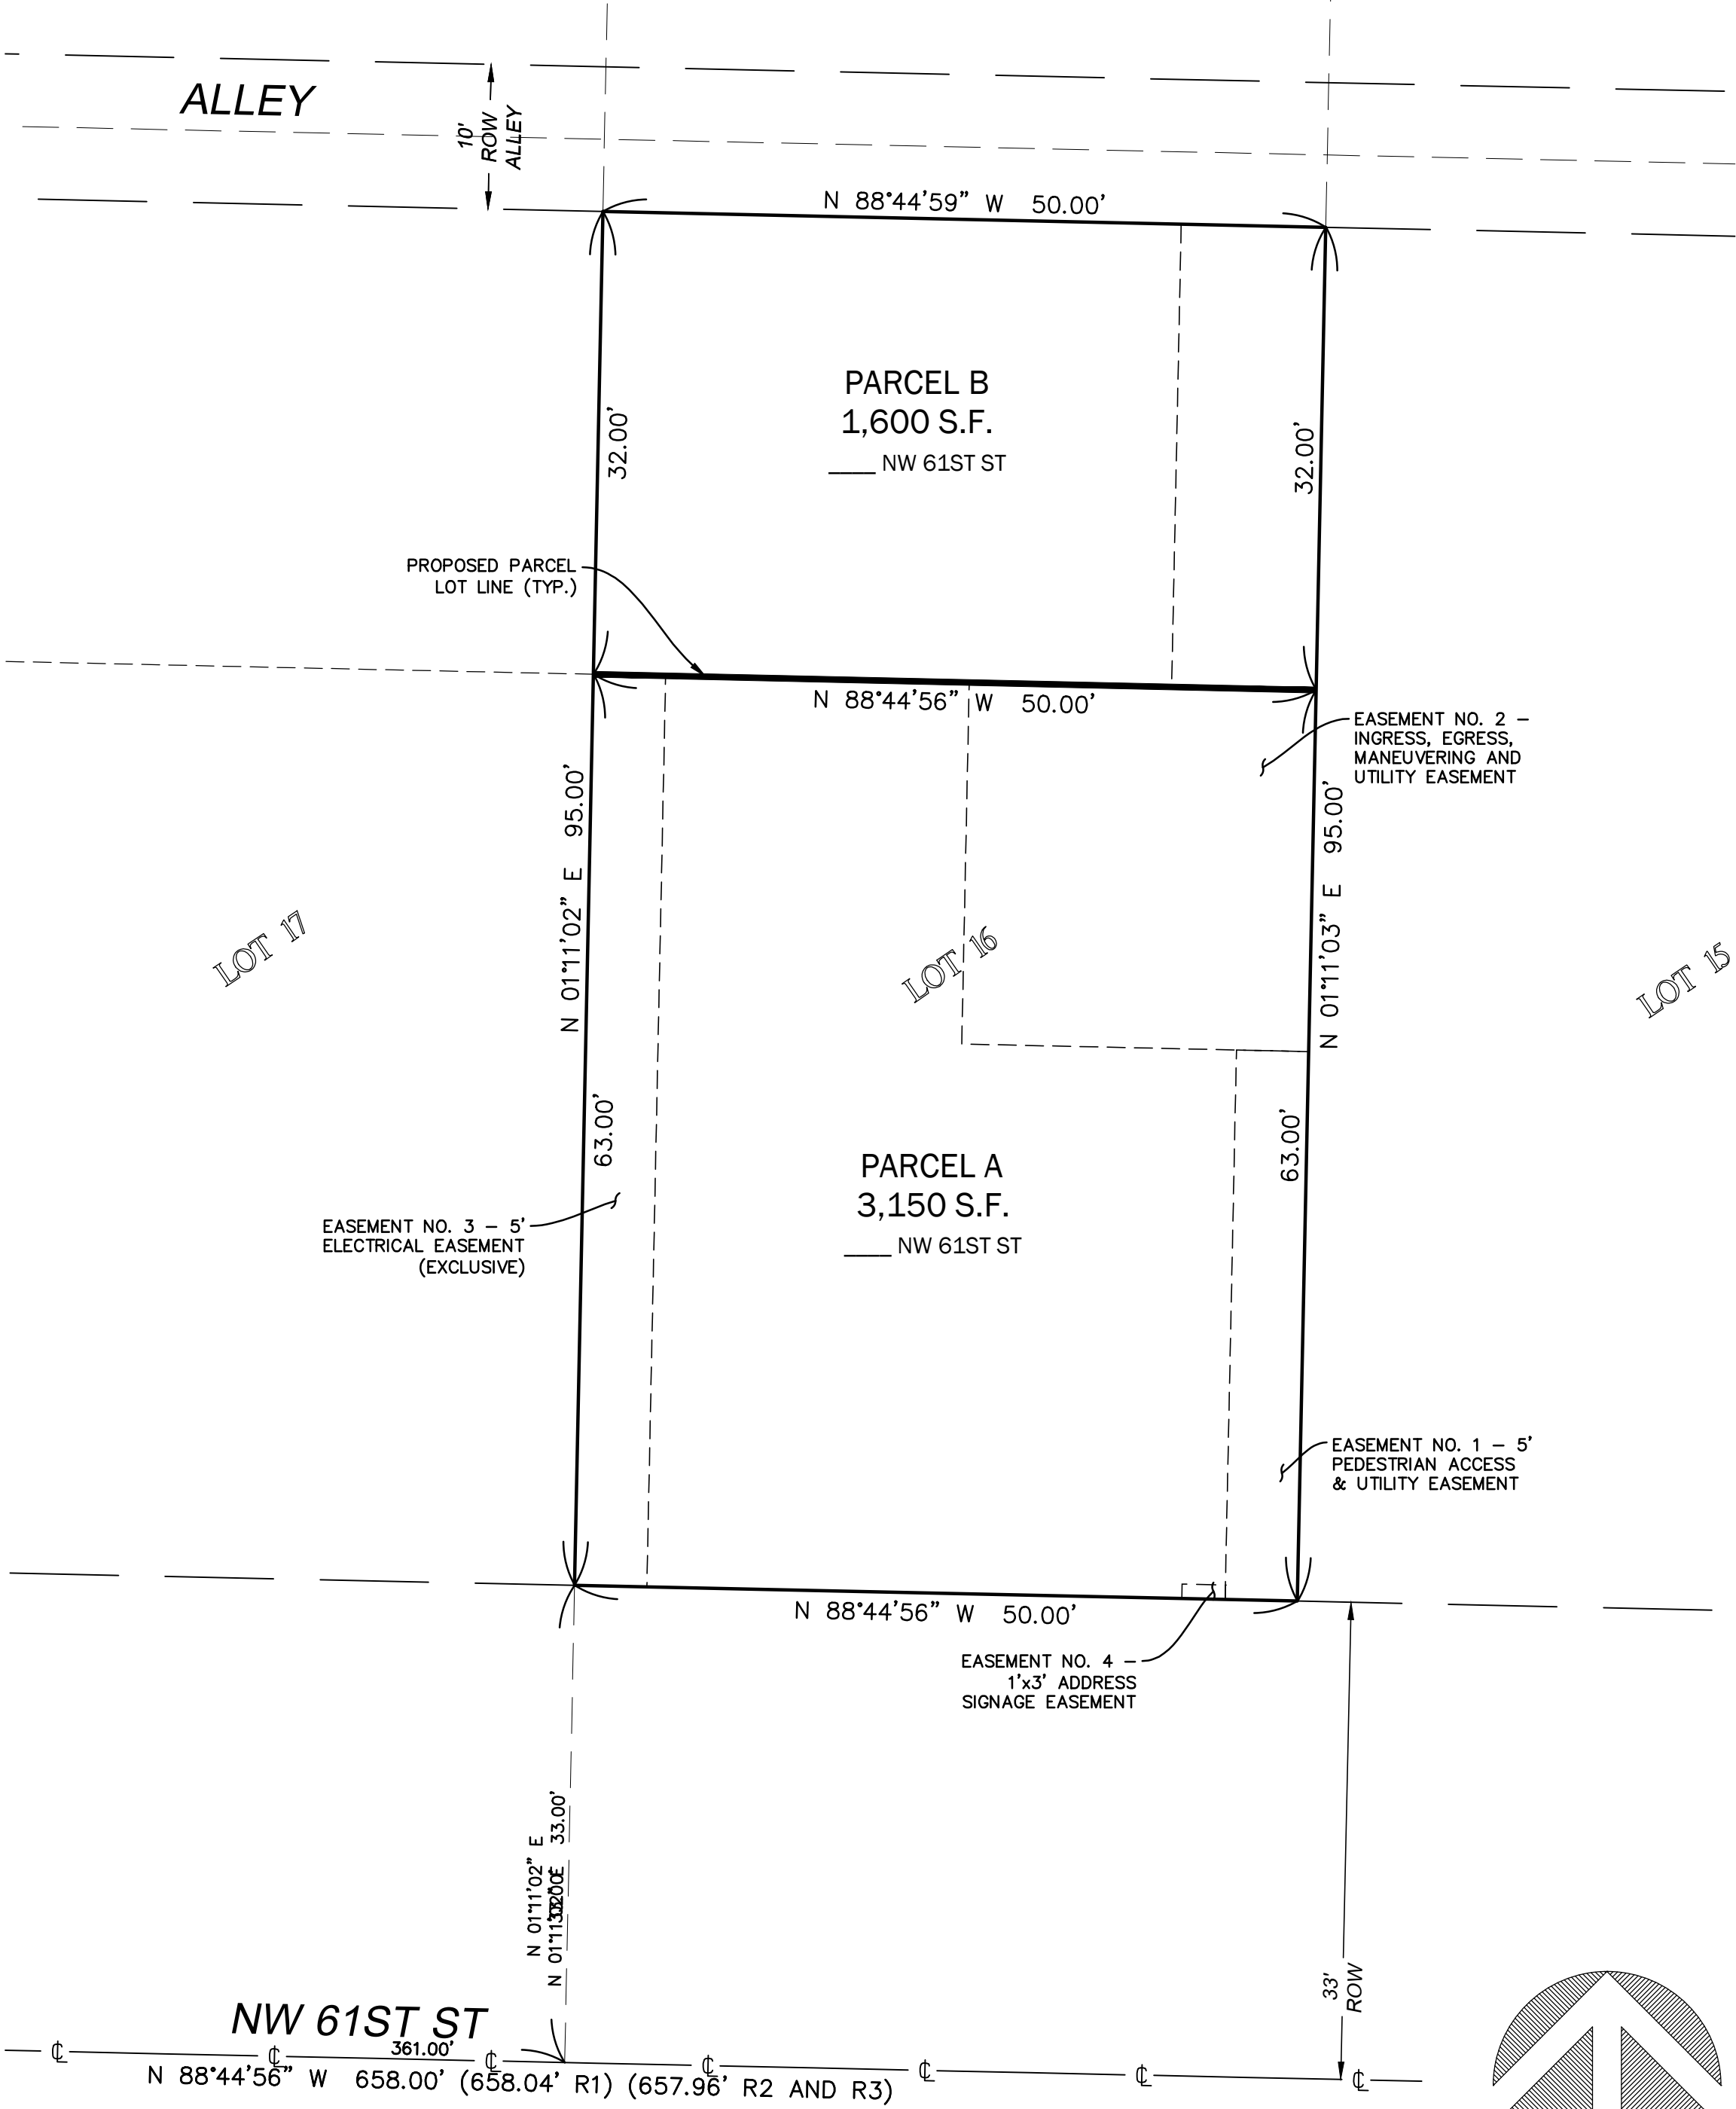 ALLEY
10'
ROW
ALLEY
N 88°44'59" W 50.00'
PARCEL B
1,600 S.F.
____ NW 61ST ST
32.00'
32.00'
PROPOSED PARCEL
LOT LINE (TYP.)
N 88°44'56" W 50.00'
EASEMENT NO. 2 –
INGRESS, EGRESS,
MANEUVERING AND
UTILITY EASEMENT
N 01°11'02" E 95.00'
N 01°11'03" E 95.00'
LOT 17
LOT 16
LOT 15
63.00'
63.00'
PARCEL A
3,150 S.F.
____ NW 61ST ST
EASEMENT NO. 3 – 5'
ELECTRICAL EASEMENT
(EXCLUSIVE)
EASEMENT NO. 1 – 5'
PEDESTRIAN ACCESS
& UTILITY EASEMENT
N 88°44'56" W 50.00'
EASEMENT NO. 4 –
1'x3' ADDRESS
SIGNAGE EASEMENT
N 01°11'02" E
33.00'
33'
ROW
NW 61ST ST
361.00'
N 88°44'56" W 658.00' (658.04' R1) (657.96' R2 AND R3)